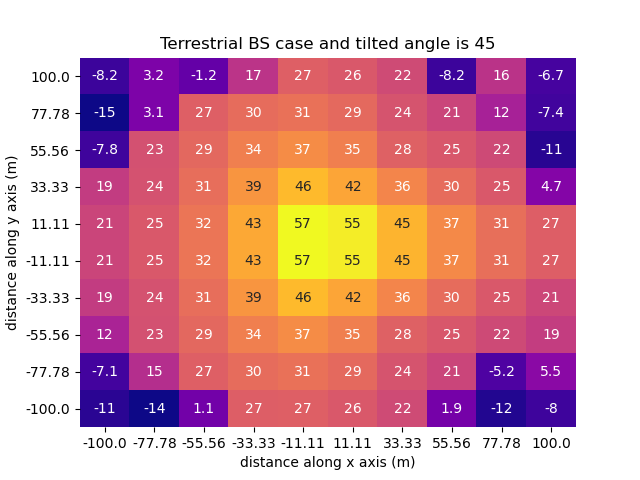 Terrestrial BS case and tilted angle is 45
100.0 -8.2 3.2 -1.2 17 27 26 22 -8.2 16 -6.7
77.78 -15 3.1 27 30 31 29 24 21 12 -7.4
55.56 -7.8 23 29 34 37 35 28 25 22 -11
33.33 19 24 31 39 46 42 36 30 25 4.7
11.11 21 25 32 43 57 55 45 37 31 27
-11.11 21 25 32 43 57 55 45 37 31 27
-33.33 19 24 31 39 46 42 36 30 25 21
-55.56 12 23 29 34 37 35 28 25 22 19
-77.78 -7.1 15 27 30 31 29 24 21 -5.2 5.5
-100.0 -11 -14 1.1 27 27 26 22 1.9 -12 -8
-100.0 -77.78 -55.56 -33.33 -11.11 11.11 33.33 55.56 77.78 100.0
distance along x axis (m)
distance along y axis (m)